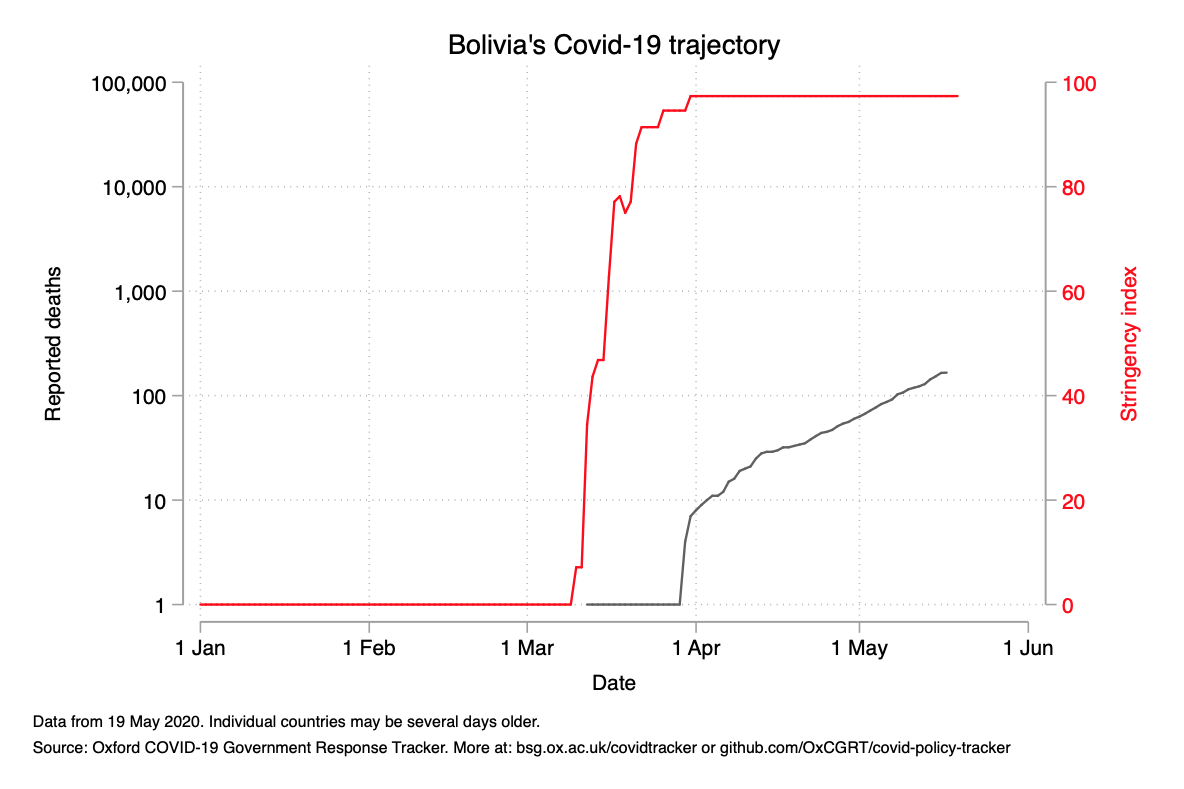 Bolivia's Covid-19 trajectory
100,000
10,000
1,000
100
10
1
Reported deaths
100
80
60
40
20
0
Stringency index
1 Jan
1 Feb
1 Mar
1 Apr
1 May
1 Jun
Date
Data from 19 May 2020. Individual countries may be several days older.
Source: Oxford COVID-19 Government Response Tracker. More at: bsg.ox.ac.uk/covidtracker or github.com/OxCGRT/covid-policy-tracker